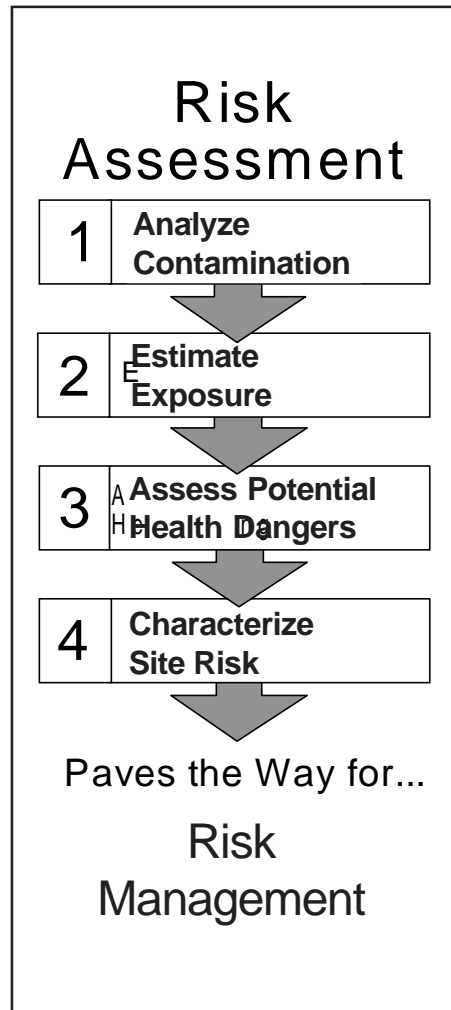 Risk
Assessment
1
Analyze
Contamination
2
Estimate
Exposure
3
Assess Potential
Health Dangers
4
Characterize
Site Risk
Paves the Way for...
Risk
Management